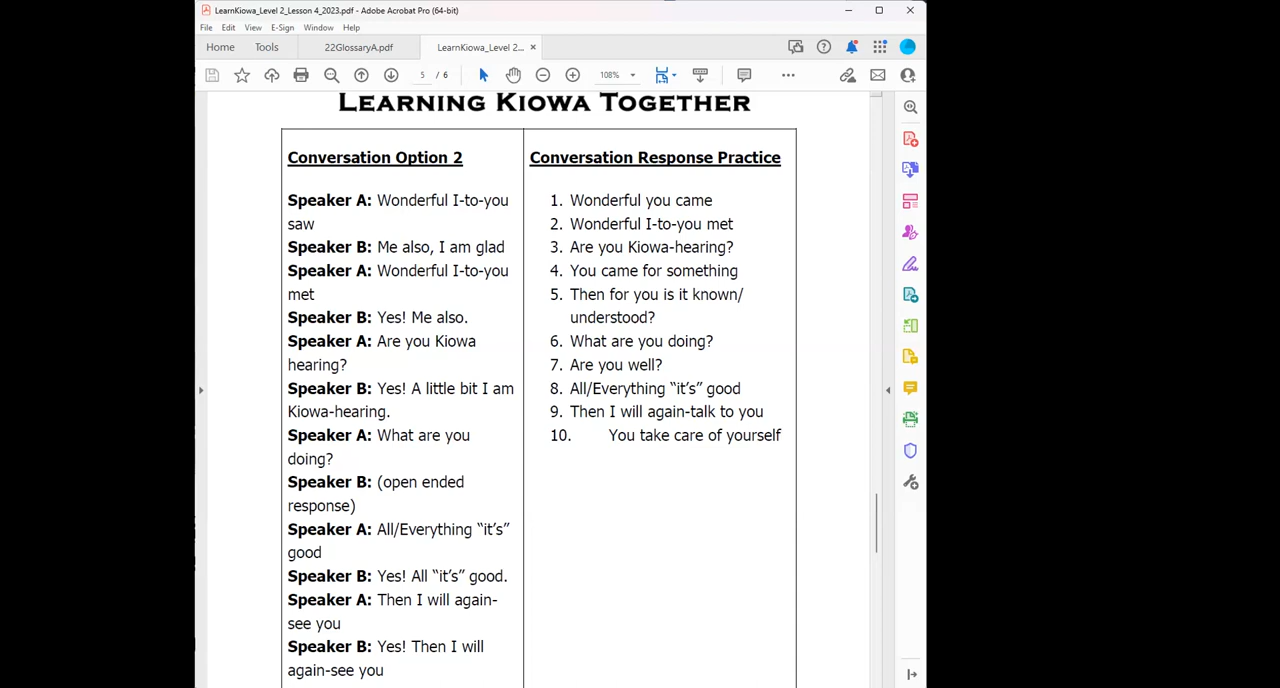 LearnKiowa_Level 2_Lesson 4_2023.pdf - Adobe Acrobat Pro (64-bit)
File Edit View E-Sign Window Help
Home Tools 22GlossaryA.pdf LearnKiowa_Level 2... ×
5 / 6 108%
LEARNING KIOWA TOGETHER
Conversation Option 2
Speaker A: Wonderful I-to-you
saw
Speaker B: Me also, I am glad
Speaker A: Wonderful I-to-you
met
Speaker B: Yes! Me also.
Speaker A: Are you Kiowa
hearing?
Speaker B: Yes! A little bit I am
Kiowa-hearing.
Speaker A: What are you
doing?
Speaker B: (open ended
response)
Speaker A: All/Everything “it’s”
good
Speaker B: Yes! All “it’s” good.
Speaker A: Then I will again-
see you
Speaker B: Yes! Then I will
again-see you
Conversation Response Practice
1. Wonderful you came
2. Wonderful I-to-you met
3. Are you Kiowa-hearing?
4. You came for something
5. Then for you is it known/
understood?
6. What are you doing?
7. Are you well?
8. All/Everything “it’s” good
9. Then I will again-talk to you
10. You take care of yourself